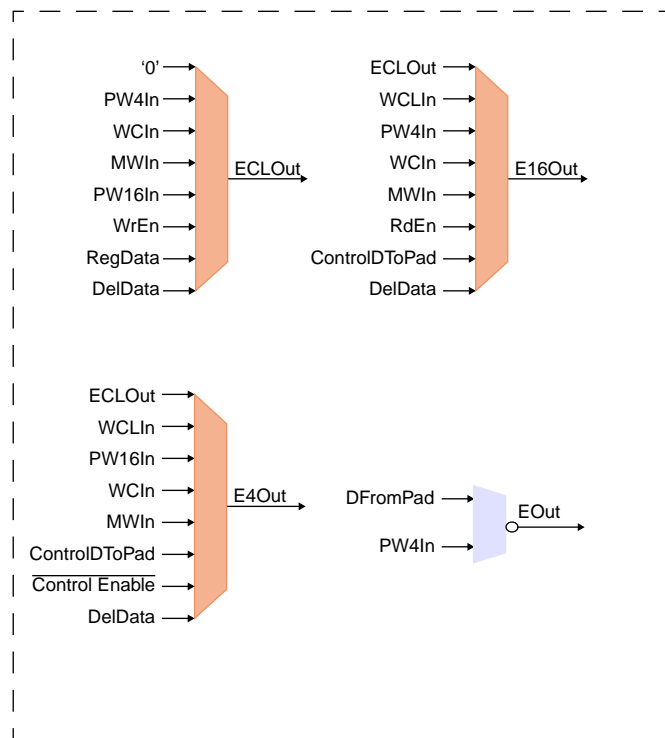 ‘0’
PW4In
WCIn
MWIn
PW16In
WrEn
RegData
DelData
ECLOut
ECLOut
WCLIn
PW4In
WCIn
MWIn
RdEn
ControlDToPad
DelData
E16Out
ECLOut
WCLIn
PW16In
WCIn
MWIn
ControlDToPad
Control Enable
DelData
E4Out
DFromPad
PW4In
EOut